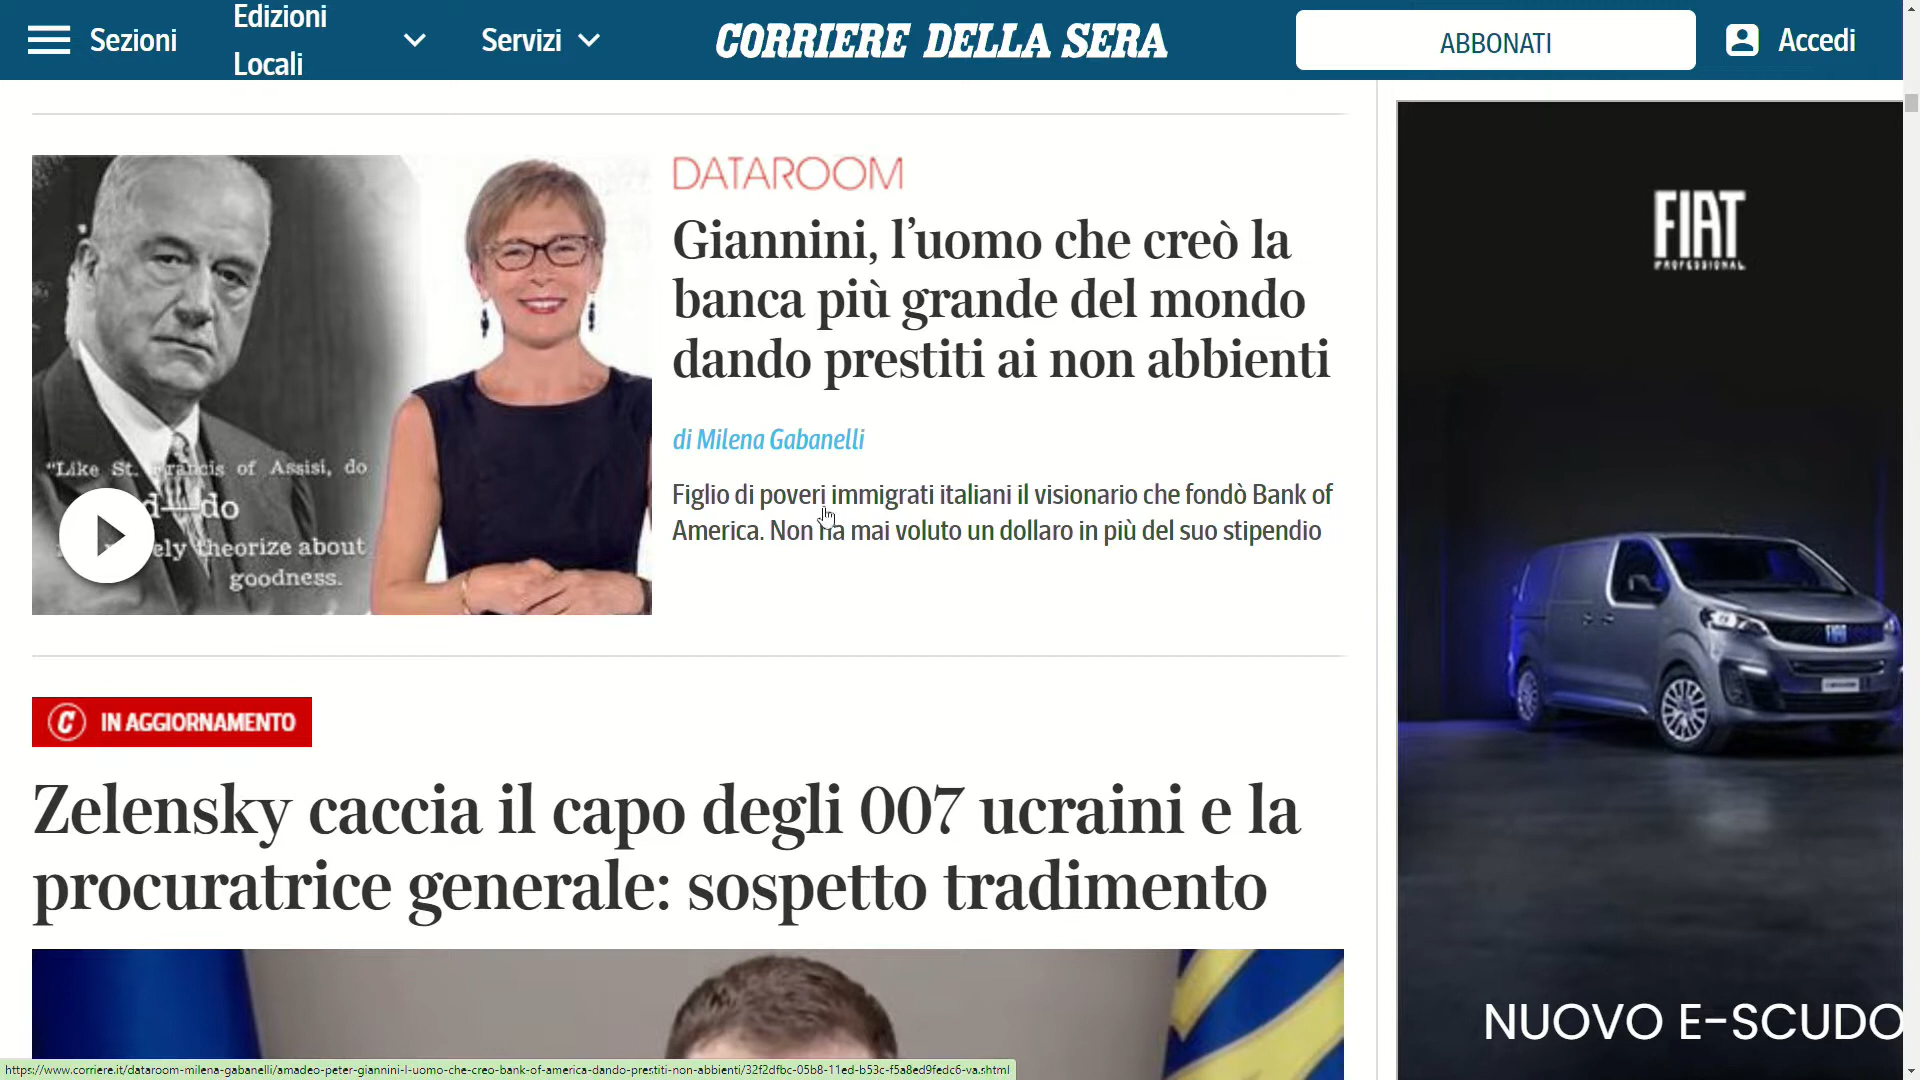 Sezioni
Edizioni
Locali
Servizi
CORRIERE DELLA SERA
ABBONATI
Accedi
DATAROOM
Giannini, l'uomo che creò la
banca più grande del mondo
dando prestiti ai non abbienti
di Milena Gabanelli
Figlio di poveri immigrati italiani il visionario che fondò Bank of
America. Non ha mai voluto un dollaro in più del suo stipendio
"Like St. Francis of Assisi, do
do
theorize about
goodness.
C IN AGGIORNAMENTO
Zelensky caccia il capo degli 007 ucraini e la
procuratrice generale: sospetto tradimento
FIAT
PROFESSIONAL
NUOVO E-SCUDO
https://www.corriere.it/dataroom-milena-gabanelli/amadeo-peter-giannini-l-uomo-che-creo-bank-of-america-dando-prestiti-non-abbienti/32f2dfbc-05b8-11ed-b53c-f5a8ed9fedc6-va.shtml